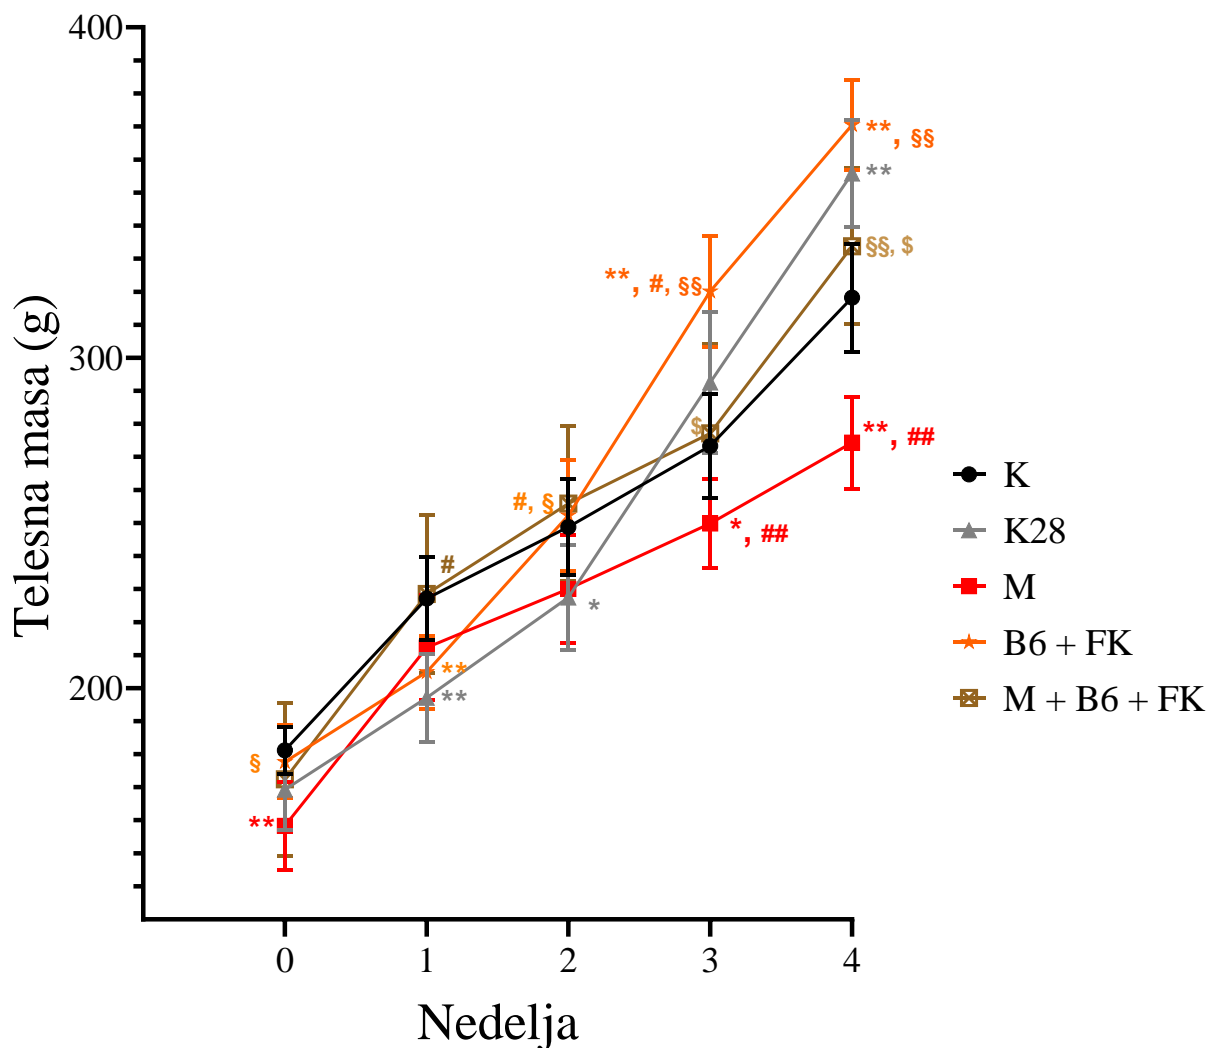 400
**, §§
**
§§, $
**, #, §§
300
$
**, ##
#, §
*, ##
#
*
**
**
200
§
**
Telesna masa (g)
0 1 2 3 4
Nedelja
K
K28
M
B6 + FK
M + B6 + FK